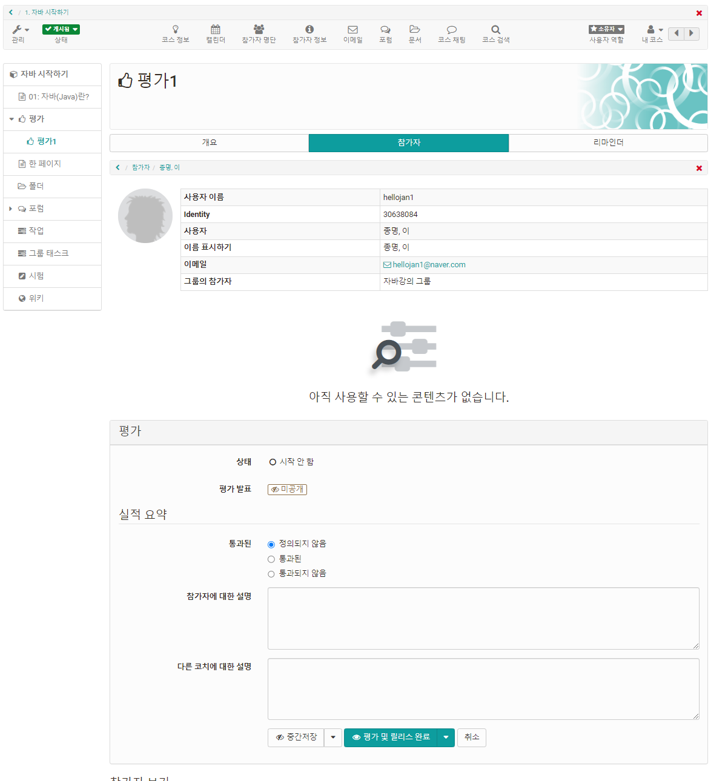 1. 자바 시작하기
관리
게시됨
상태
코스 정보
캘린더
참가자 명단
참가자 정보
이메일
포럼
문서
코스 채팅
코스 검색
소유자
사용자 역할
내 코스
자바 시작하기
01: 자바(Java)란?
평가
평가1
한 페이지
폴더
포럼
작업
그룹 태스크
시험
위키
평가1
개요
참가자
리마인더
참가자 / 종명, 이
사용자 이름 hellojan1
Identity 30638084
사용자 종명, 이
이름 표시하기 종명, 이
이메일 hellojan1@naver.com
그룹의 참가자 자바강의 그룹
아직 사용할 수 있는 콘텐츠가 없습니다.
평가
상태 시작 안 함
평가 발표 미공개
실적 요약
통과된 정의되지 않음
통과된
통과되지 않음
참가자에 대한 설명
다른 코치에 대한 설명
중간저장 평가 및 릴리스 완료 취소